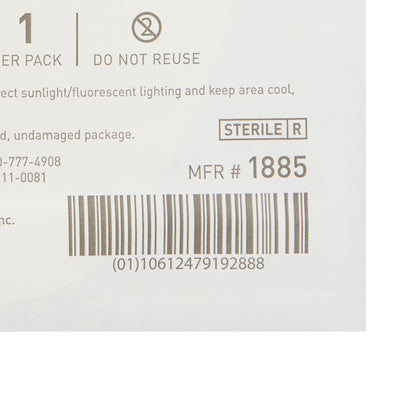 1
ER PACK
DO NOT REUSE
ect sunlight/fluorescent lighting and keep area cool,
d, undamaged package.
STERILE R
0-777-4908
11-0081
MFR # 1885
nc.
(01)10612479192888